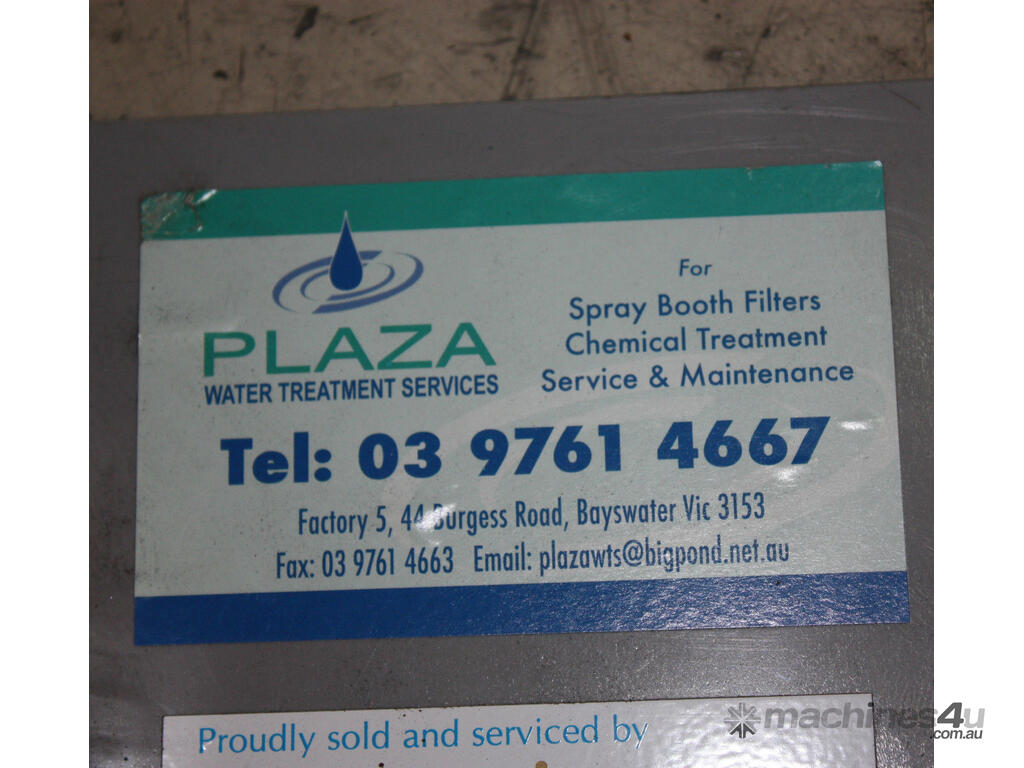 PLAZA
WATER TREATMENT SERVICES
For
Spray Booth Filters
Chemical Treatment
Service & Maintenance
Tel: 03 9761 4667
Factory 5, 44 Burgess Road, Bayswater Vic 3153
Fax: 03 9761 4663 Email: plazawts@bigpond.net.au
Proudly sold and serviced by
machines4u
.com.au